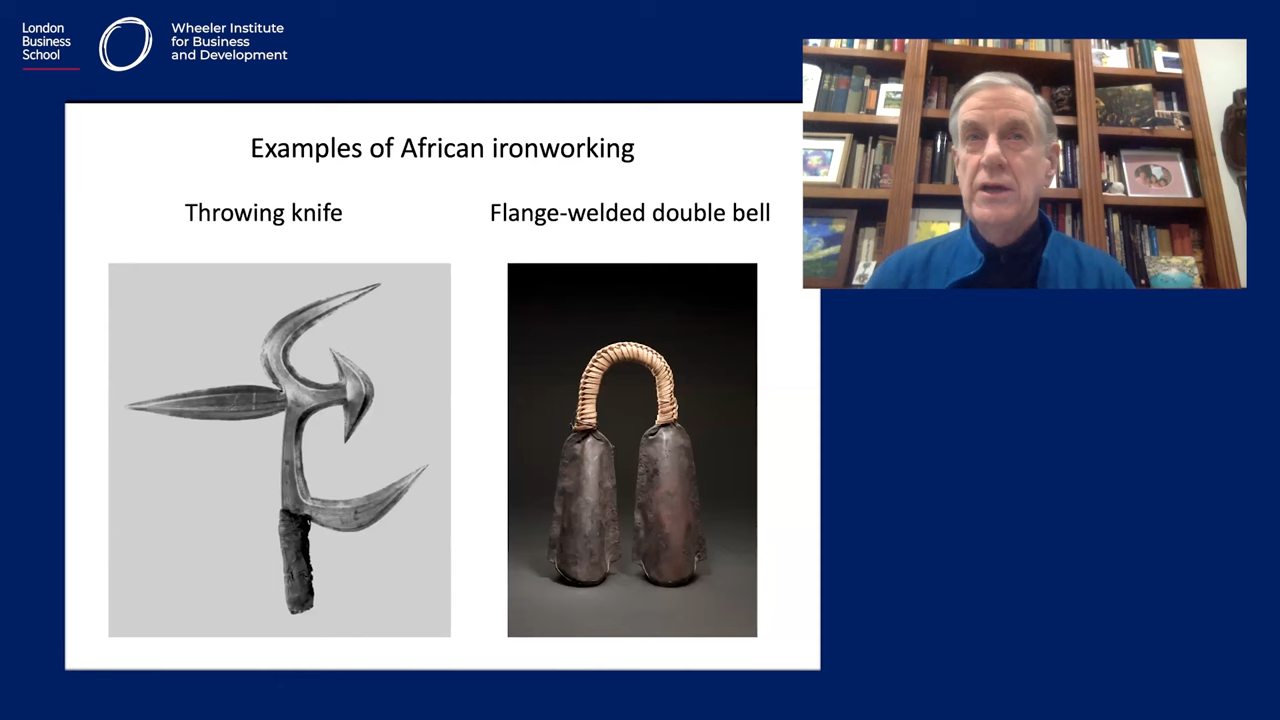 London
Business
School
Wheeler Institute
for Business
and Development
Examples of African ironworking
Throwing knife
Flange-welded double bell